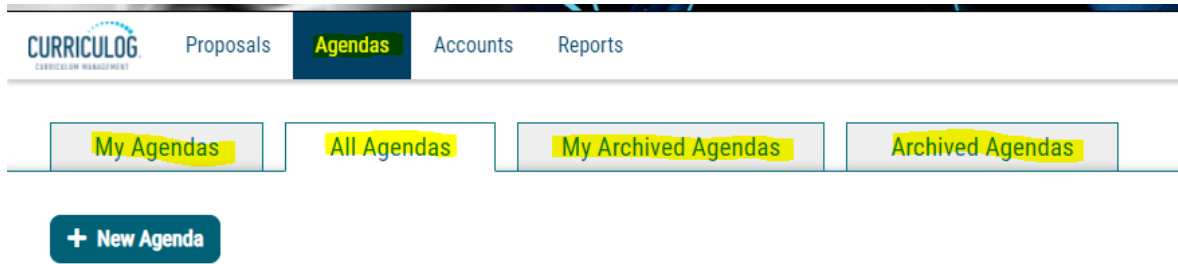 CURRICULOG. Proposals Agendas Accounts Reports
CURRICULUM MANAGEMENT
My Agendas All Agendas My Archived Agendas Archived Agendas
+ New Agenda